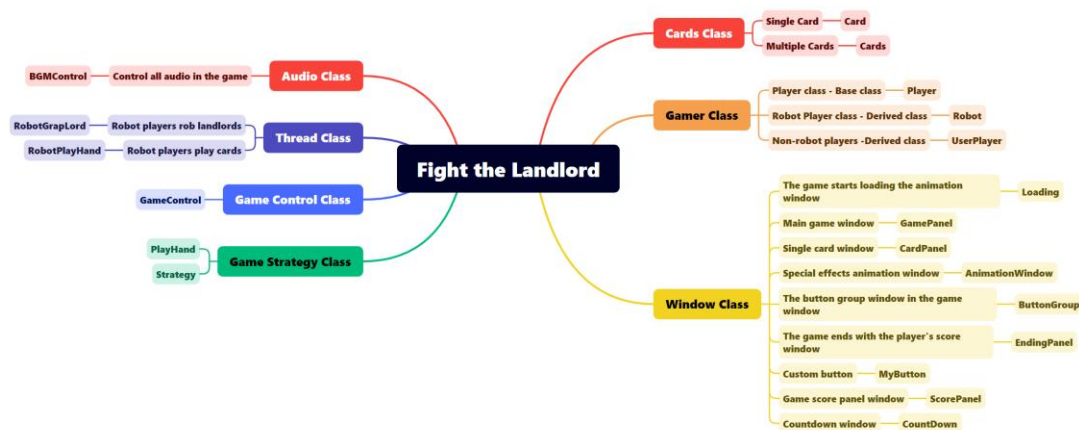 Fight the Landlord
Cards Class
Single Card
Card
Multiple Cards
Cards
Gamer Class
Player class - Base class
Player
Robot Player class - Derived class
Robot
Non-robot players -Derived class
UserPlayer
Window Class
The game starts loading the animation
window
Loading
Main game window
GamePanel
Single card window
CardPanel
Special effects animation window
AnimationWindow
The button group window in the game
window
ButtonGroup
The game ends with the player's score
window
EndingPanel
Custom button
MyButton
Game score panel window
ScorePanel
Countdown window
CountDown
Audio Class
Control all audio in the game
BGMControl
Thread Class
Robot players rob landlords
RobotGrapLord
Robot players play cards
RobotPlayHand
Game Control Class
GameControl
Game Strategy Class
PlayHand
Strategy